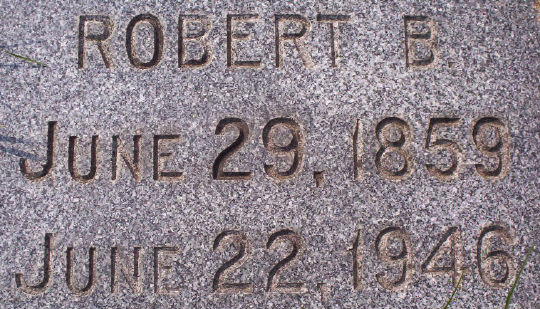 ROBERT B.
JUNE 29, 1859
JUNE 22, 1946